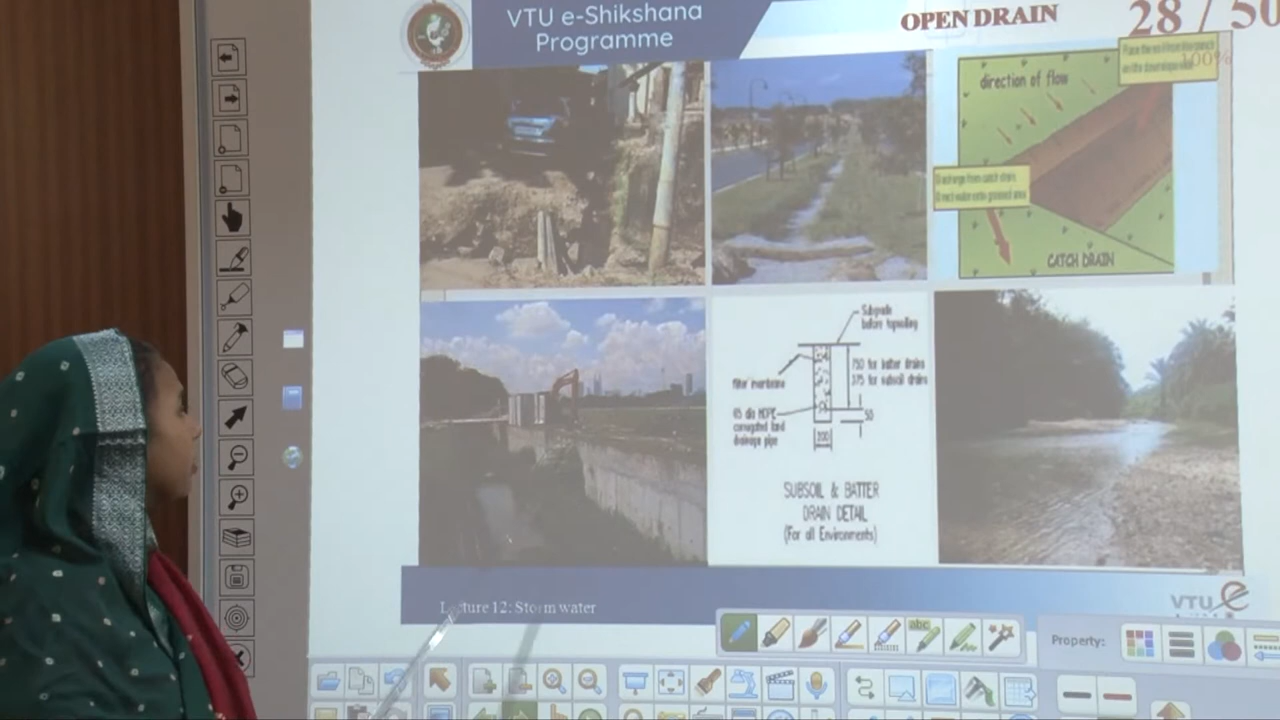 VTU e-Shikshana
Programme
OPEN DRAIN
28 / 50
100%
direction of flow
CATCH DRAIN
Subgrade
before topsoiling
filter membrane
750 for batter drains
375 for subsoil drains
65 dia HDPE
corrugated land
drainage pipe
50
200
SUBSOIL & BATTER
DRAIN DETAIL
(For all Environments)
Lecture 12: Storm water
VTU e
abc
Property: